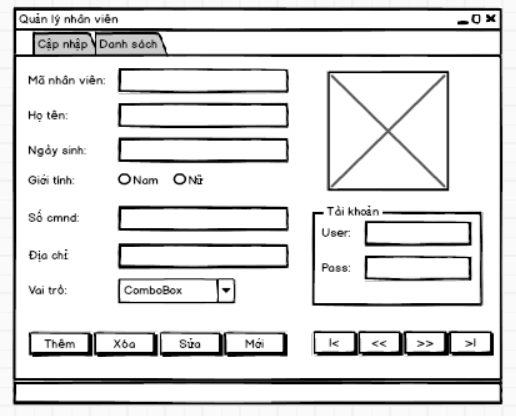 Quản lý nhân viên
Cập nhập Danh sách
Mã nhân viên:
Họ tên:
Ngày sinh:
Giới tính: Nam Nữ
Số cmnd:
Tài khoản
User:
Địa chỉ
Pass:
Vai trò: ComboBox
Thêm Xóa Sửa Mới |< << >> >|